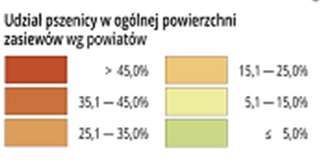 Udział pszenicy w ogólnej powierzchni
zasiewów wg powiatów
> 45,0%
35,1 — 45,0%
25,1 — 35,0%
15,1 — 25,0%
5,1 — 15,0%
≤ 5,0%